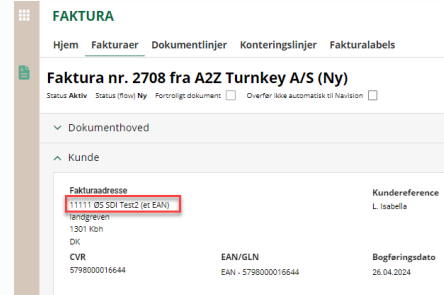 FAKTURA
Hjem Fakturaer Dokumentlinjer Konteringslinjer Fakturalabels
Faktura nr. 2708 fra A2Z Turnkey A/S (Ny)
Status Aktiv Status (flow) Ny Fortroligt dokument Overfør ikke automatisk til Navision
Dokumenthoved
Kunde
Fakturaadresse Kundereference
11111 ØS SDI Test2 (et EAN) L. Isabella
landgreven
1301 Kbh
DK
CVR EAN/GLN Bogføringsdato
5798000016644 EAN - 5798000016644 26.04.2024